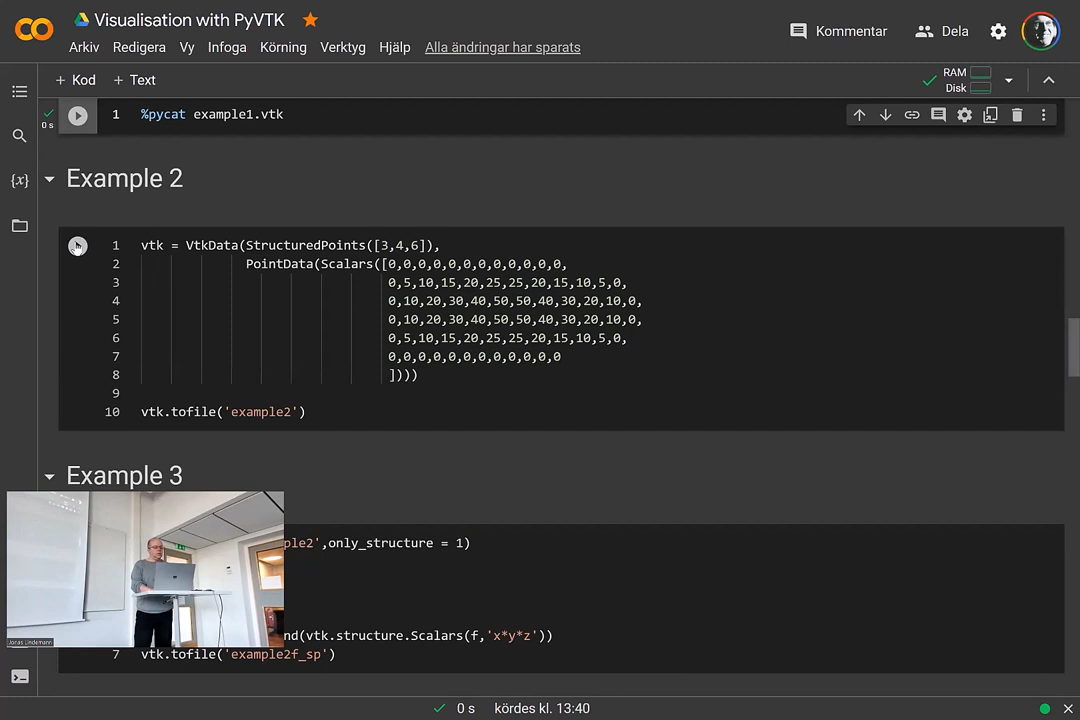 Visualisation with PyVTK
Arkiv Redigera Vy Infoga Körning Verktyg Hjälp Alla ändringar har sparats
Kommentar Dela
+ Kod + Text
RAM
Disk
0 s
1 %pycat example1.vtk
{x}
Example 2
1 vtk = VtkData(StructuredPoints([3,4,6]),
2 PointData(Scalars([0,0,0,0,0,0,0,0,0,0,0,0,
3 0,5,10,15,20,25,25,20,15,10,5,0,
4 0,10,20,30,40,50,50,40,30,20,10,0,
5 0,10,20,30,40,50,50,40,30,20,10,0,
6 0,5,10,15,20,25,25,20,15,10,5,0,
7 0,0,0,0,0,0,0,0,0,0,0,0
8 ])))
9
10 vtk.tofile('example2')
Example 3
ple2',only_structure = 1)
nd(vtk.structure.Scalars(f,'x*y*z'))
7 vtk.tofile('example2f_sp')
Jonas Lindemann
0 s kördes kl. 13:40